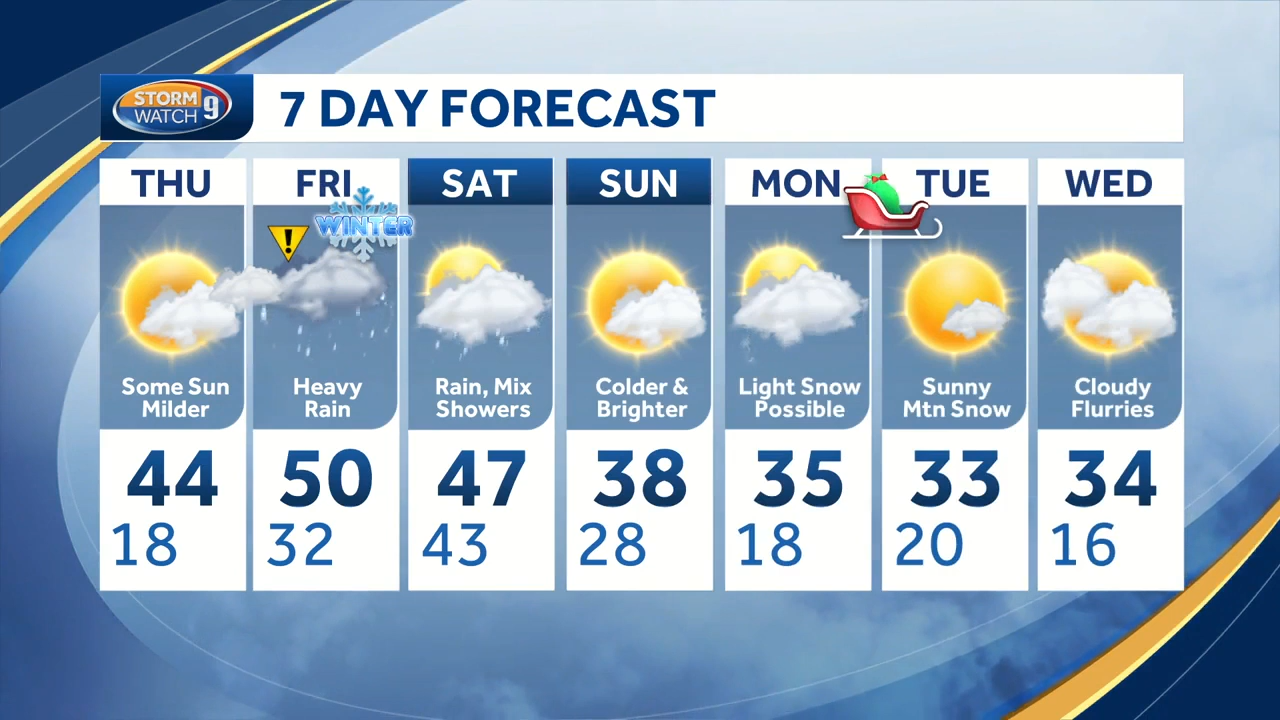 STORM
WATCH 9
7 DAY FORECAST
THU
FRI
SAT
SUN
MON
TUE
WED
!
WINTER
Some Sun
Milder
Heavy
Rain
Rain, Mix
Showers
Colder &
Brighter
Light Snow
Possible
Sunny
Mtn Snow
Cloudy
Flurries
44
18
50
32
47
43
38
28
35
18
33
20
34
16